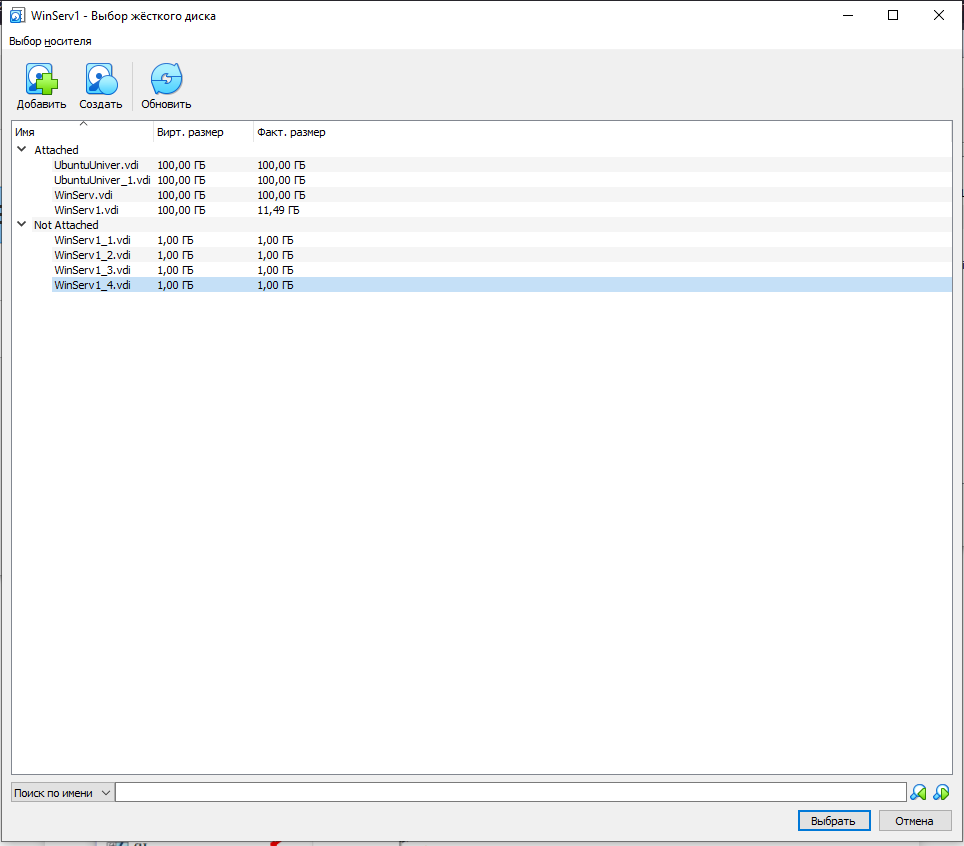 WinServ1 - Выбор жёсткого диска
Выбор носителя
Добавить Создать Обновить
Имя Вирт. размер Факт. размер
Attached
UbuntuUniver.vdi 100,00 ГБ 100,00 ГБ
UbuntuUniver_1.vdi 100,00 ГБ 100,00 ГБ
WinServ.vdi 100,00 ГБ 100,00 ГБ
WinServ1.vdi 100,00 ГБ 11,49 ГБ
Not Attached
WinServ1_1.vdi 1,00 ГБ 1,00 ГБ
WinServ1_2.vdi 1,00 ГБ 1,00 ГБ
WinServ1_3.vdi 1,00 ГБ 1,00 ГБ
WinServ1_4.vdi 1,00 ГБ 1,00 ГБ
Поиск по имени
Выбрать Отмена